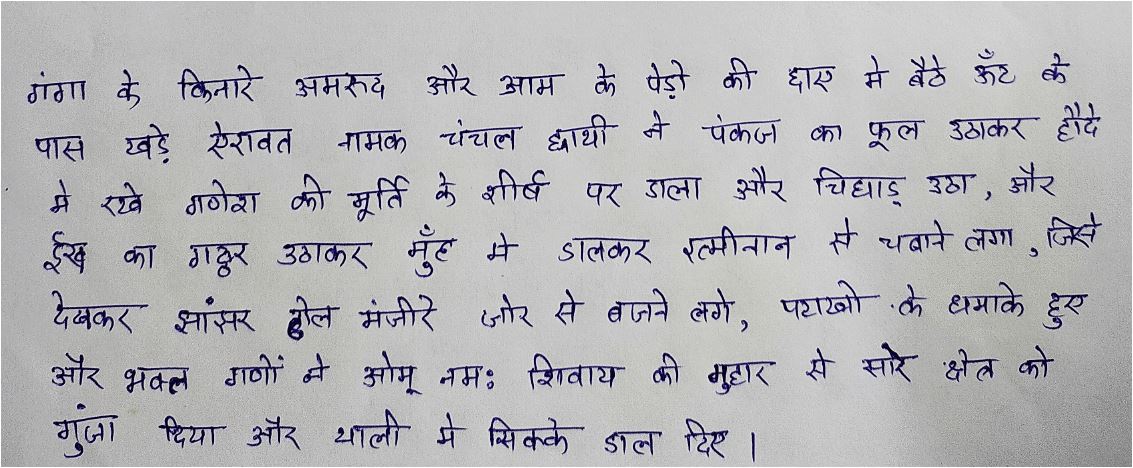 गंगा के किनारे अमरुद और आम के पेड़ो की छाए मे बैठे ऊँट के
पास खड़े ऐरावत नामक चंचल हाथी ने पंकज का फूल उठाकर हौदे
मे रखे गणेश की मूर्ति के शीर्ष पर डाला और चिघाड़ उठा, और
ईख का गट्ठर उठाकर मुँह मे डालकर इत्मीनान से चबाने लगा, जिसे
देखकर झांझर ढोल मंजीरे जोर से बजने लगे, पटाखो के धमाके हुए
और भक्त गणों ने ओम् नमः शिवाय की गुहार से सारे क्षेत्र को
गुंजा दिया और थाली मे सिक्के डाल दिए।